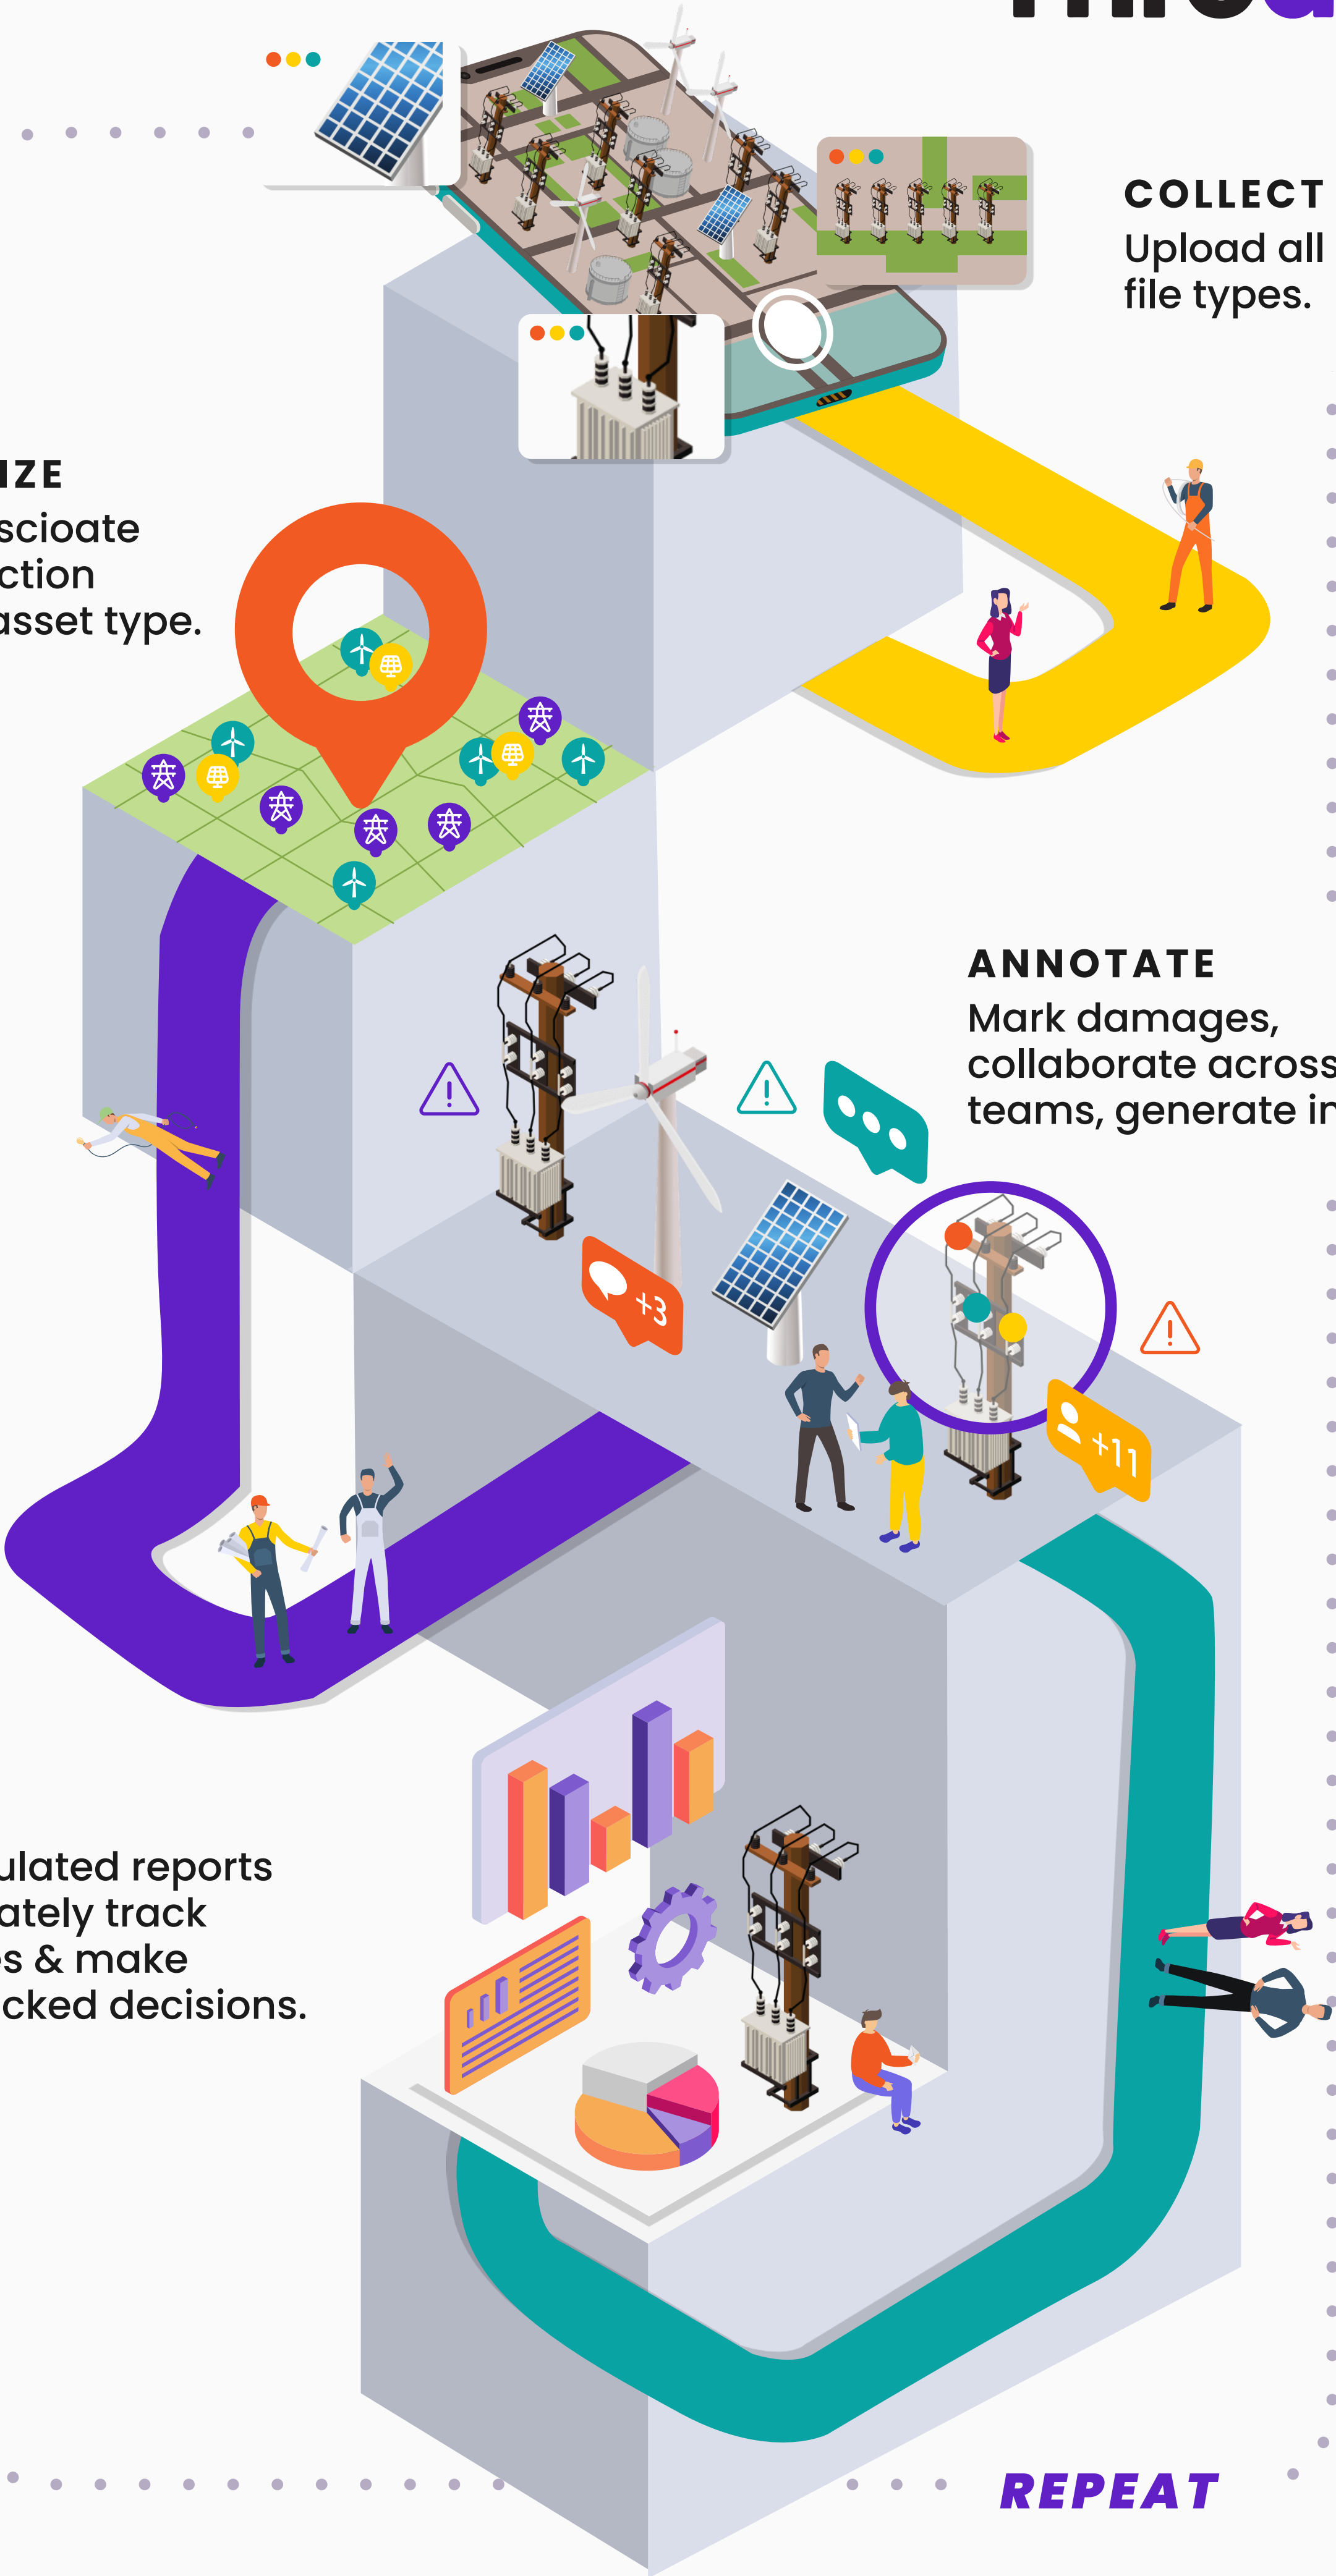 COLLECT
Upload all
file types.
IZE
scioate
ction
asset type.
ANNOTATE
Mark damages,
collaborate across
teams, generate in
+3
+11
ulated reports
ately track
es & make
cked decisions.
REPEAT